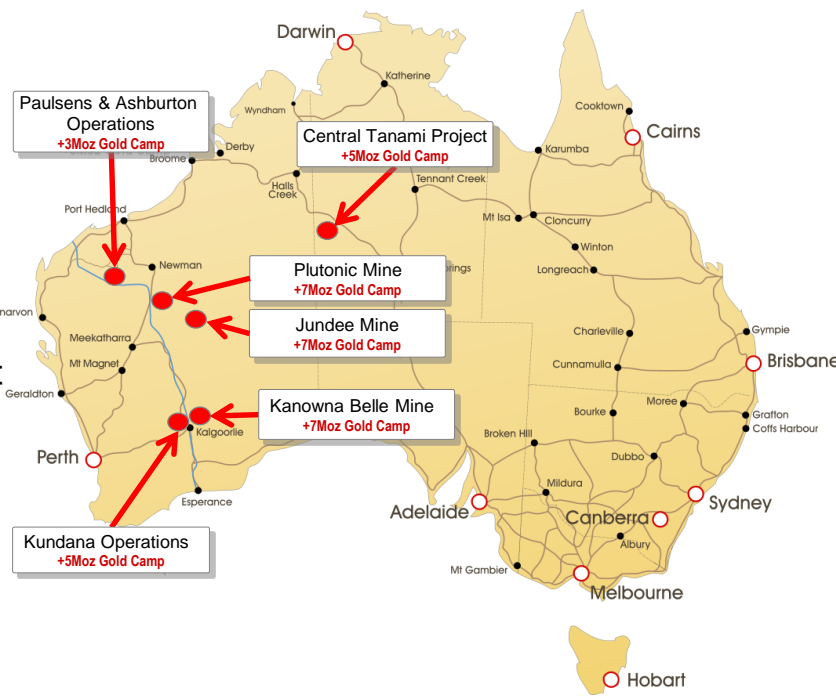 Darwin
Katherine
Paulsens & Ashburton
Operations
+3Moz Gold Camp
Wyndham
Cooktown
Central Tanami Project
+5Moz Gold Camp
Cairns
Broome
Derby
Karumba
Halls
Creek
Tennant Creek
Port Hedland
Mt Isa
Cloncurry
Winton
Newman
Plutonic Mine
+7Moz Gold Camp
Longreach
Jundee Mine
+7Moz Gold Camp
Meekatharra
Charleville
Gympie
Mt Magnet
Cunnamulla
Brisbane
Geraldton
Kanowna Belle Mine
+7Moz Gold Camp
Bourke
Moree
Grafton
Coffs Harbour
Kalgoorlie
Broken Hill
Perth
Dubbo
Mildura
Esperance
Adelaide
Sydney
Canberra
Kundana Operations
+5Moz Gold Camp
Albury
Mt Gambier
Melbourne
Hobart